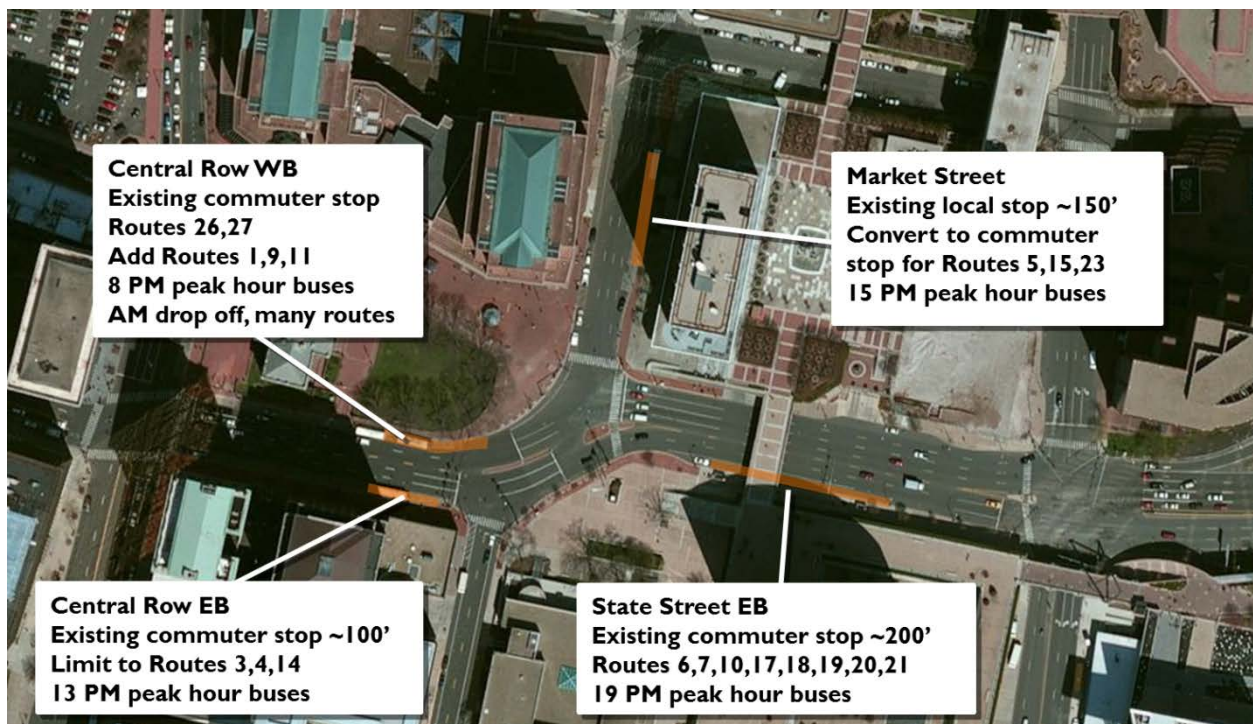 Central Row WB
Existing commuter stop
Routes 26,27
Add Routes 1,9,11
8 PM peak hour buses
AM drop off, many routes
Market Street
Existing local stop ~150’
Convert to commuter
stop for Routes 5,15,23
15 PM peak hour buses
Central Row EB
Existing commuter stop ~100’
Limit to Routes 3,4,14
13 PM peak hour buses
State Street EB
Existing commuter stop ~200’
Routes 6,7,10,17,18,19,20,21
19 PM peak hour buses